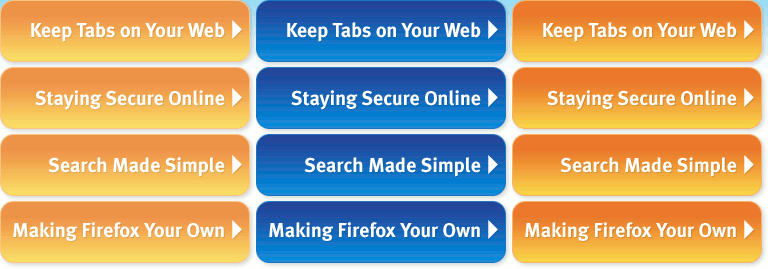 Keep Tabs on Your Web Keep Tabs on Your Web Keep Tabs on Your Web
Staying Secure Online Staying Secure Online Staying Secure Online
Search Made Simple Search Made Simple Search Made Simple
Making Firefox Your Own Making Firefox Your Own Making Firefox Your Own